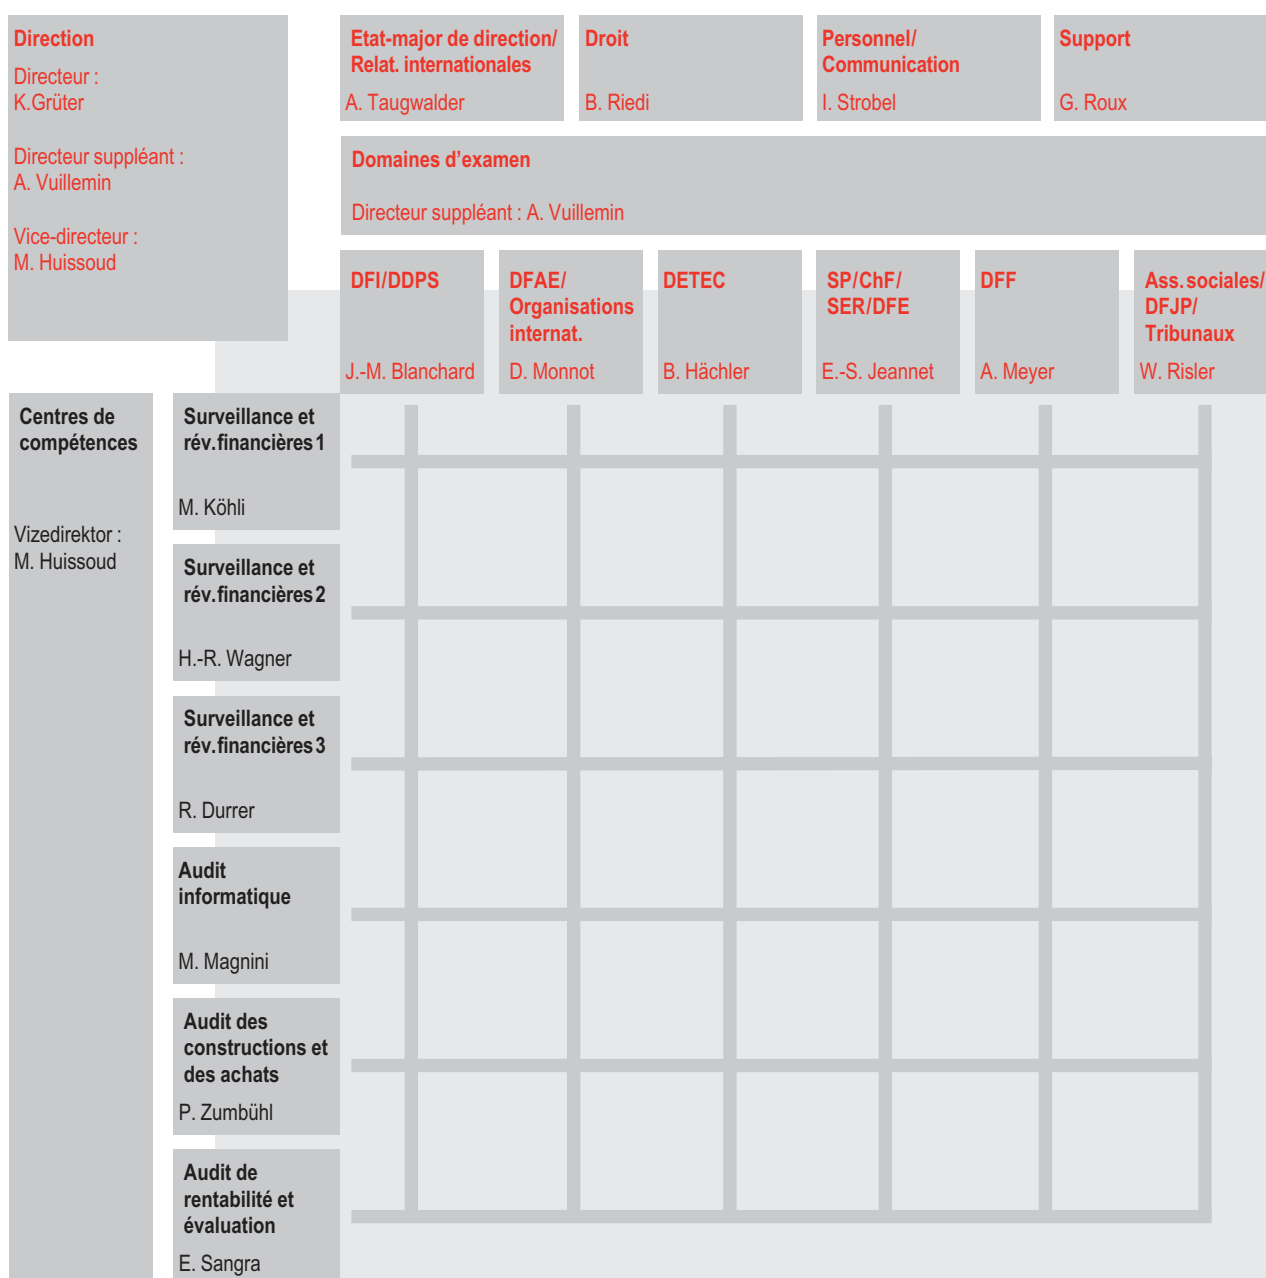 Direction
Directeur :
K.Grüter
Directeur suppléant :
A. Vuillemin
Vice-directeur :
M. Huissoud
Etat-major de direction/
Relat. internationales
A. Taugwalder
Droit
B. Riedi
Personnel/
Communication
I. Strobel
Support
G. Roux
Domaines d’examen
Directeur suppléant : A. Vuillemin
DFI/DDPS
J.-M. Blanchard
DFAE/
Organisations
internat.
D. Monnot
DETEC
B. Hächler
SP/ChF/
SER/DFE
E.-S. Jeannet
DFF
A. Meyer
Ass. sociales/
DFJP/
Tribunaux
W. Risler
Centres de
compétences
Vizedirektor :
M. Huissoud
Surveillance et
rév. financières 1
M. Köhli
Surveillance et
rév. financières 2
H.-R. Wagner
Surveillance et
rév. financières 3
R. Durrer
Audit
informatique
M. Magnini
Audit des
constructions et
des achats
P. Zumbühl
Audit de
rentabilité et
évaluation
E. Sangra